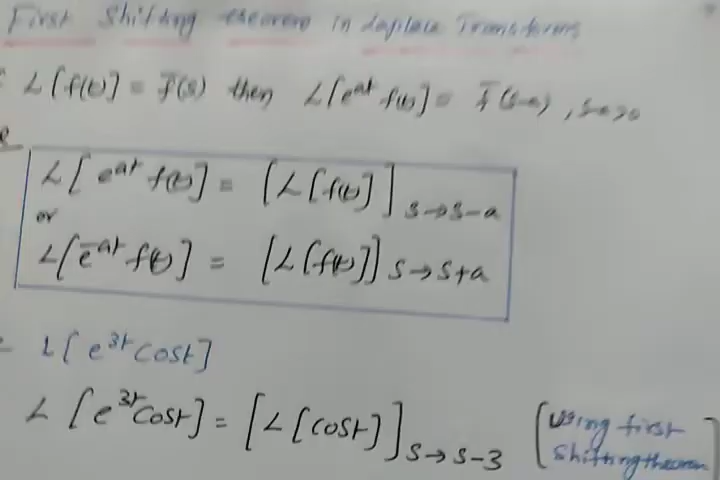 First Shifting theorem in Laplace Transforms
L[f(t)] = f̄(s) then L[e^{at} f(t)] = f̄(s-a), s-a>0
L[e^{at} f(t)] = [L[f(t)]]_{s→s-a}
or
L[e^{-at} f(t)] = [L[f(t)]]_{s→s+a}
L[e^{3t} cost]
L[e^{3t} cost] = [L[cost]]_{s→s-3} [using first
shifting theorem]